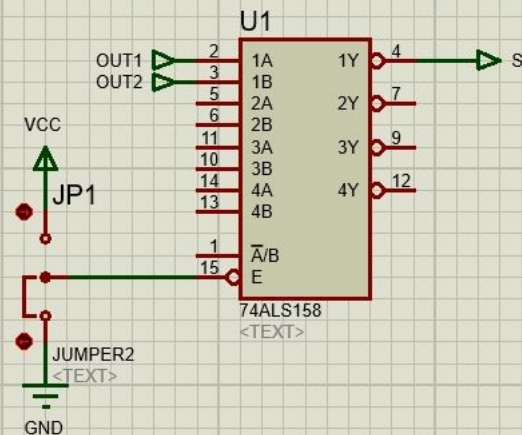 U1
OUT1 2 1A 1Y 4 S
OUT2 3 1B
5 2A 2Y 7
6 2B
11 3A 3Y 9
10 3B
14 4A 4Y 12
13 4B
1 A̅/B
15 E
74ALS158
<TEXT>
VCC
JP1
JUMPER2
<TEXT>
GND